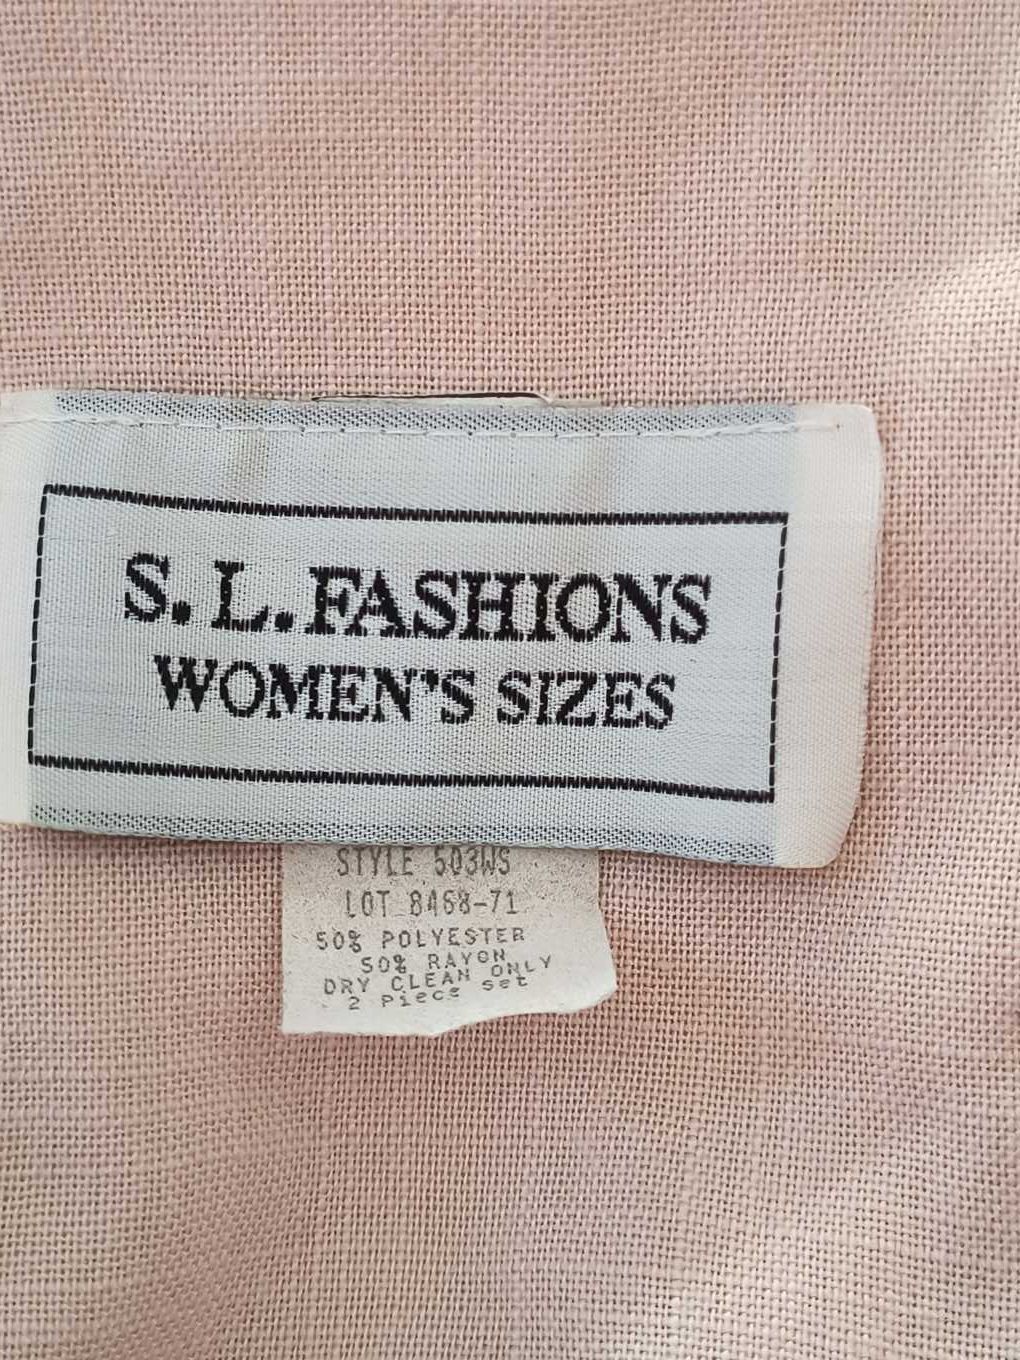 S. L. FASHIONS
WOMEN'S SIZES
STYLE 503WS
LOT 8468-71
50% POLYESTER
50% RAYON
DRY CLEAN ONLY
2 Piece set